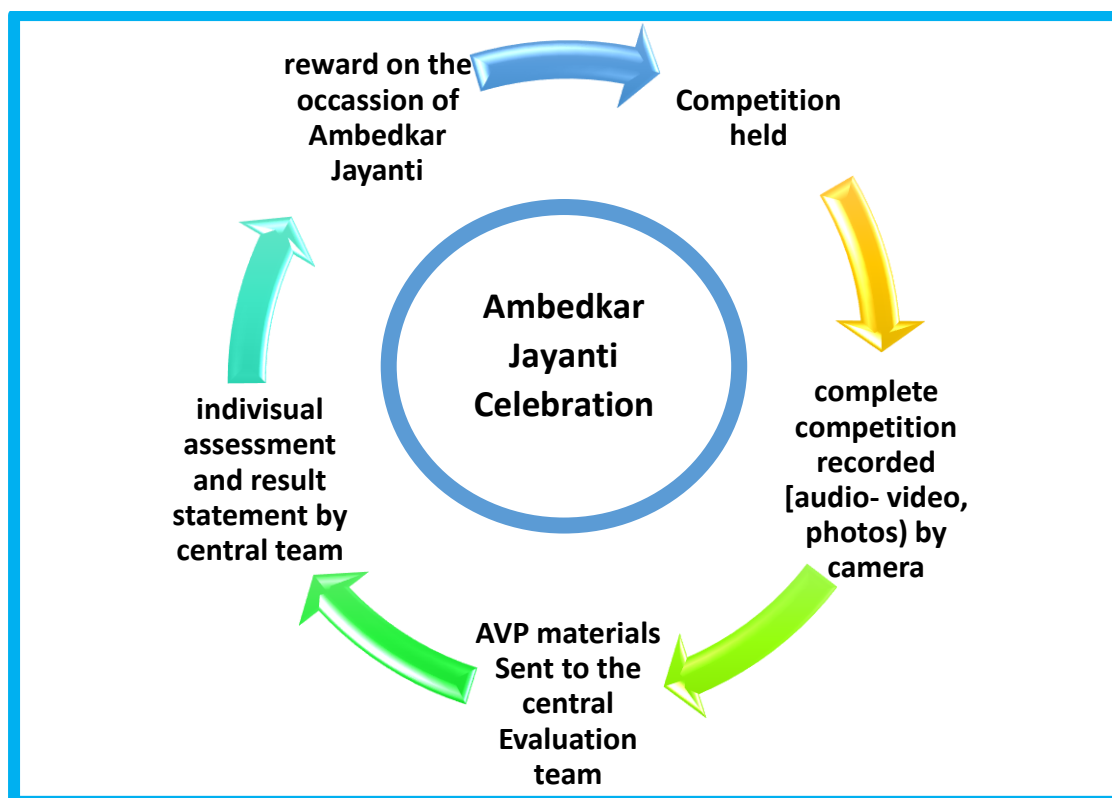 reward on the
occassion of
Ambedkar
Jayanti
Competition
held
complete
competition
recorded
[audio- video,
photos) by
camera
AVP materials
Sent to the
central
Evaluation
team
indivisual
assessment
and result
statement by
central team
Ambedkar
Jayanti
Celebration